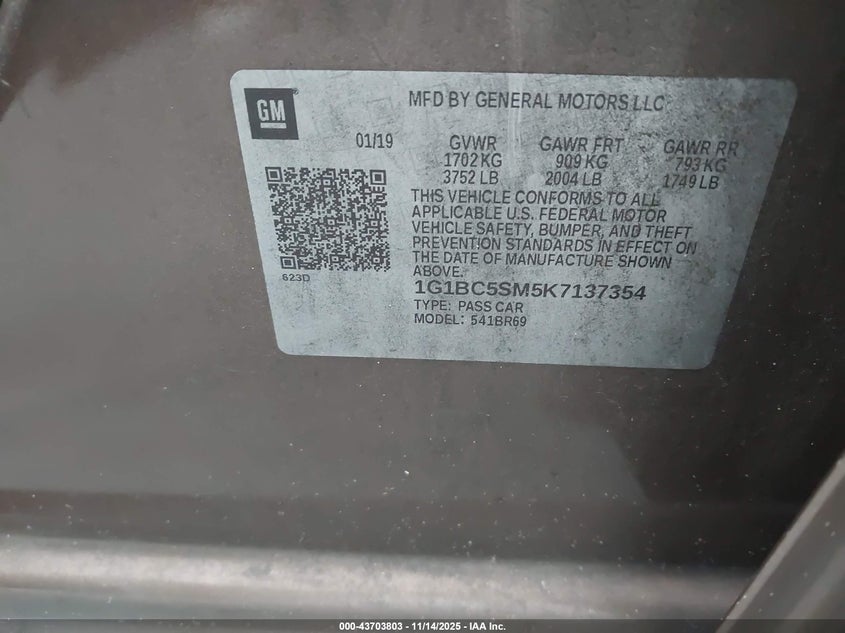 GM
MFD BY GENERAL MOTORS LLC
01/19 GVWR GAWR FRT GAWR RR
1702 KG 909 KG 793 KG
3752 LB 2004 LB 1749 LB
THIS VEHICLE CONFORMS TO ALL
APPLICABLE U.S. FEDERAL MOTOR
VEHICLE SAFETY, BUMPER, AND THEFT
PREVENTION STANDARDS IN EFFECT ON
THE DATE OF MANUFACTURE SHOWN
ABOVE.
623D
1G1BC5SM5K7137354
TYPE: PASS CAR
MODEL: 541BR69
000-43703803 - 11/14/2025 - IAA Inc.